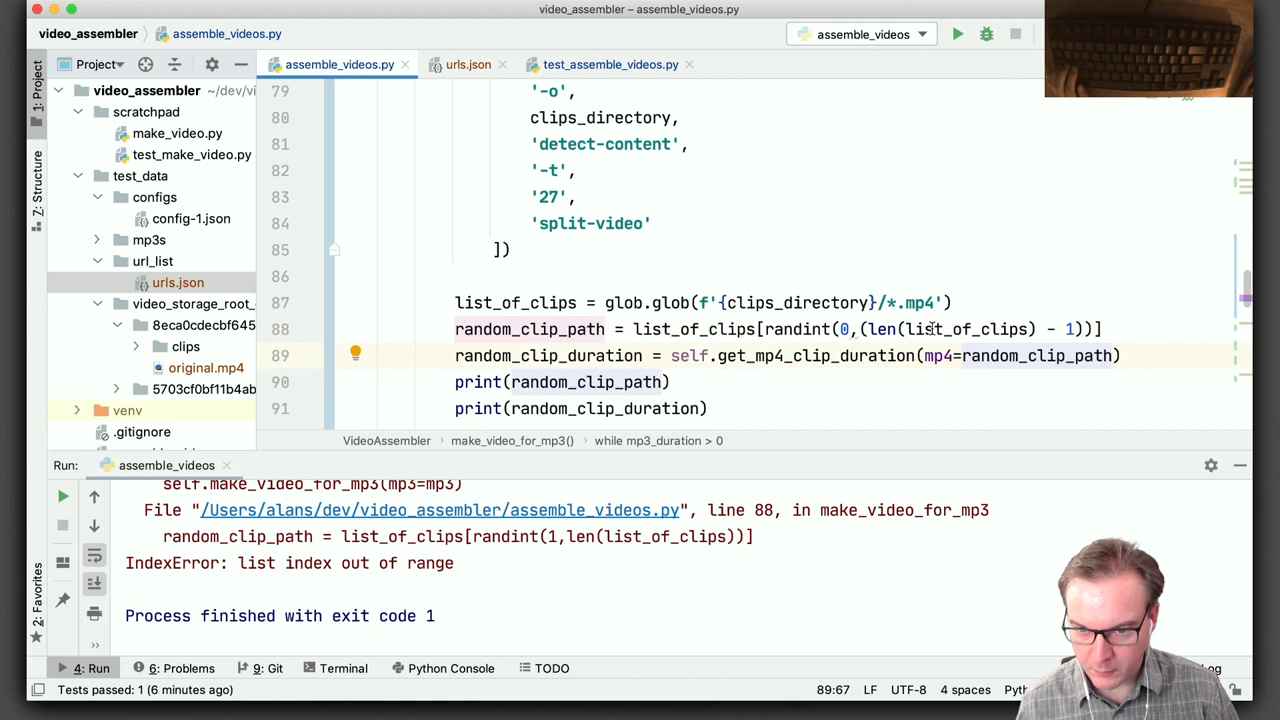 video_assembler – assemble_videos.py
video_assembler
assemble_videos.py
assemble_videos
Project
assemble_videos.py
urls.json
test_assemble_videos.py
1: Project
Z: Structure
2: Favorites
video_assembler ~/dev/vi
scratchpad
make_video.py
test_make_video.py
test_data
configs
config-1.json
mp3s
url_list
urls.json
video_storage_root_
8eca0cdecbf645
clips
original.mp4
5703cf0bf11b4ab
venv
.gitignore
79 '-o',
80 clips_directory,
81 'detect-content',
82 '-t',
83 '27',
84 'split-video'
85 ])
86
87 list_of_clips = glob.glob(f'{clips_directory}/*.mp4')
88 random_clip_path = list_of_clips[randint(0,(len(list_of_clips) - 1))]
89 random_clip_duration = self.get_mp4_clip_duration(mp4=random_clip_path)
90 print(random_clip_path)
91 print(random_clip_duration)
VideoAssembler
make_video_for_mp3()
while mp3_duration > 0
Run:
assemble_videos
self.make_video_for_mp3(mp3=mp3)
File "/Users/alans/dev/video_assembler/assemble_videos.py", line 88, in make_video_for_mp3
random_clip_path = list_of_clips[randint(1,len(list_of_clips))]
IndexError: list index out of range
Process finished with exit code 1
4: Run
6: Problems
9: Git
Terminal
Python Console
TODO
Tests passed: 1 (6 minutes ago)
89:67
LF
UTF-8
4 spaces